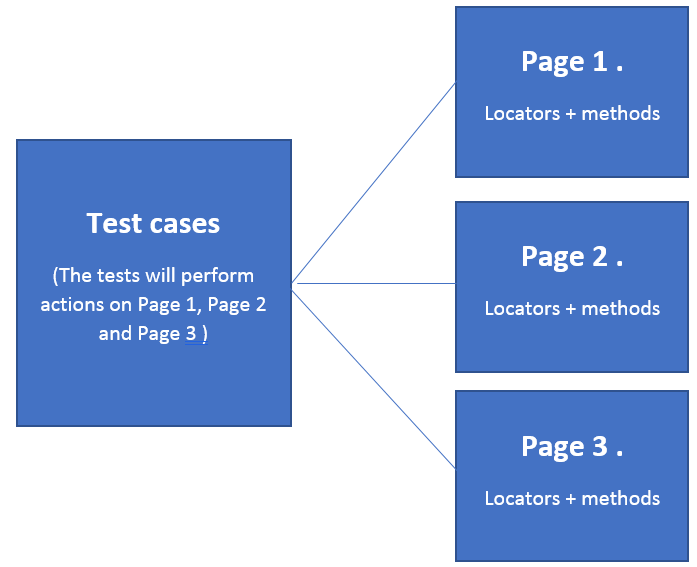 Test cases
(The tests will perform
actions on Page 1, Page 2
and Page 3 )
Page 1 .
Locators + methods
Page 2 .
Locators + methods
Page 3 .
Locators + methods